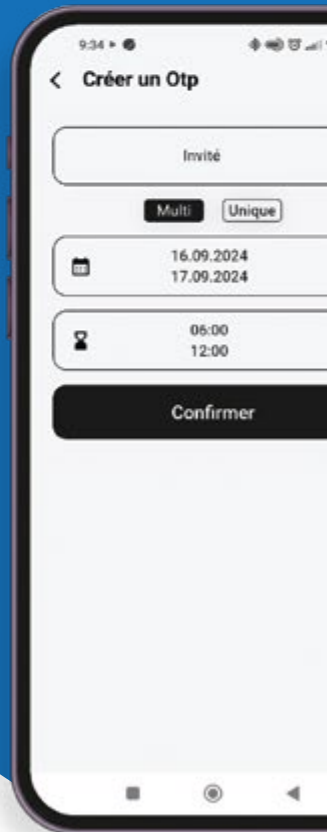 9:34
Créer un Otp
Invité
Multi Unique
16.09.2024
17.09.2024
06:00
12:00
Confirmer